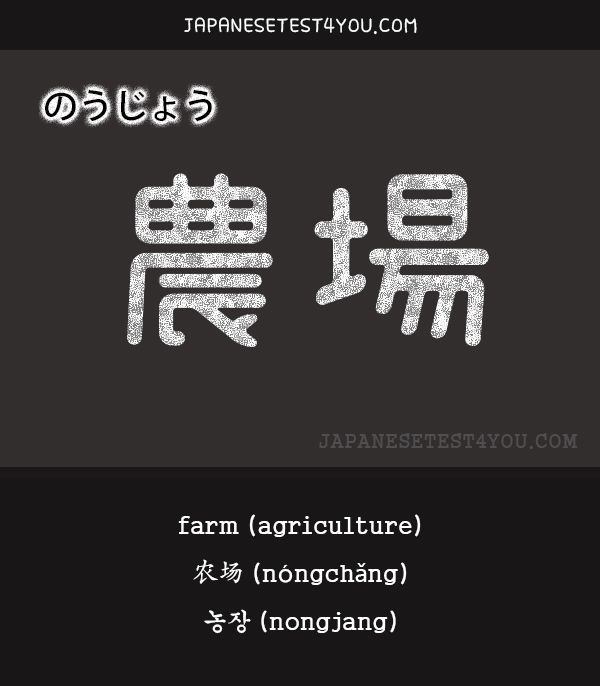 JAPANESETEST4YOU.COM
のうじょう
農場
JAPANESETEST4YOU.COM
farm (agriculture)
农场 (nóngchǎng)
농장 (nongjang)